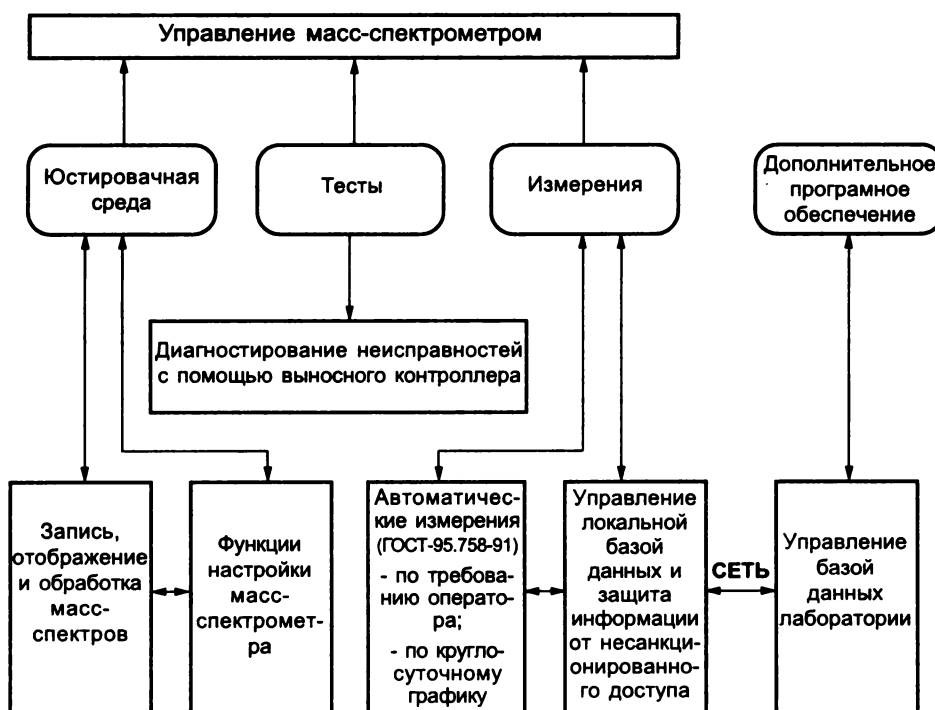 Управление масс-спектрометром
Юстировачная
среда
Тесты
Измерения
Дополнительное
програмное
обеспечение
Диагностирование неисправностей
с помощью выносного контроллера
Запись,
отображение
и обработка
масс-
спектров
Функции
настройки
масс-
спектромет-
ра
Автоматичес-
кие измерения
(ГОСТ-95.758-91)
- по требова-
нию операто-
ра;
- по кругло-
суточному
графику
Управление
локальной
базой
данных и
защита
информации
от несанкци-
онированно-
го доступа
СЕТЬ
Управление
базой
данных
лаборатории